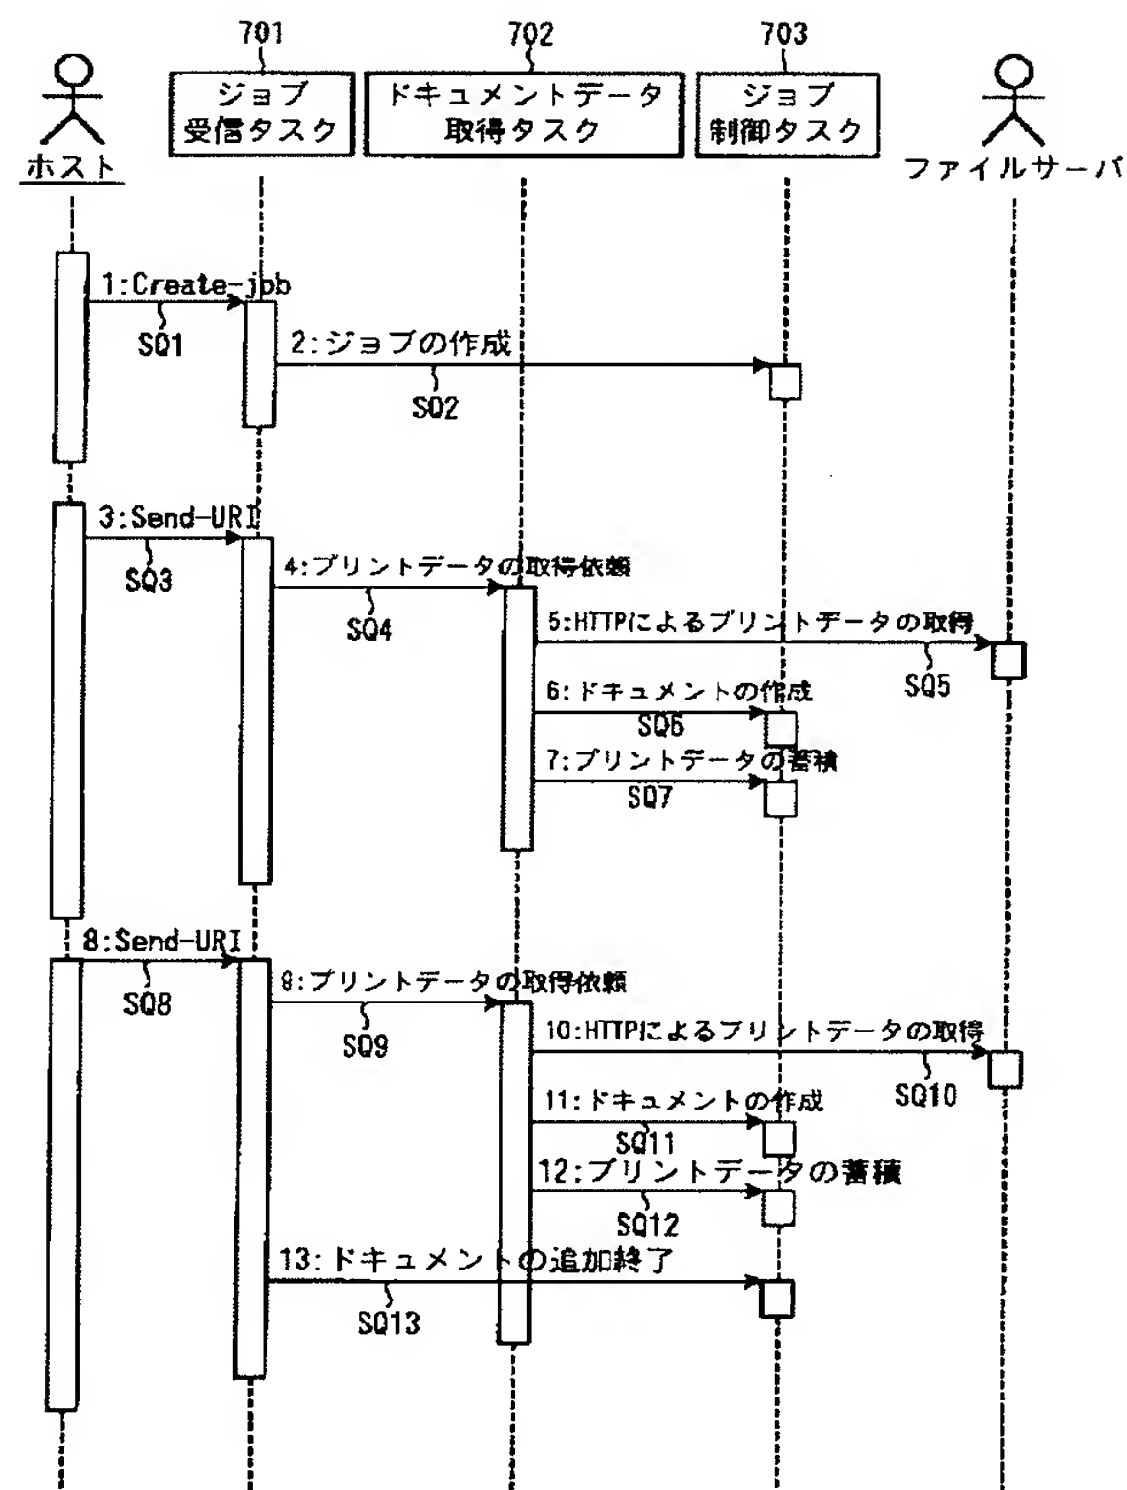 701
702
703
ジョブ
受信タスク
ドキュメントデータ
取得タスク
ジョブ
制御タスク
ホスト
ファイルサーバ
1:Create-job
SQ1
2:ジョブの作成
SQ2
3:Send-URI
SQ3
4:プリントデータの取得依頼
SQ4
5:HTTPによるプリントデータの取得
SQ5
6:ドキュメントの作成
SQ6
7:プリントデータの蓄積
SQ7
8:Send-URI
SQ8
9:プリントデータの取得依頼
SQ9
10:HTTPによるプリントデータの取得
SQ10
11:ドキュメントの作成
SQ11
12:プリントデータの蓄積
SQ12
13:ドキュメントの追加終了
SQ13